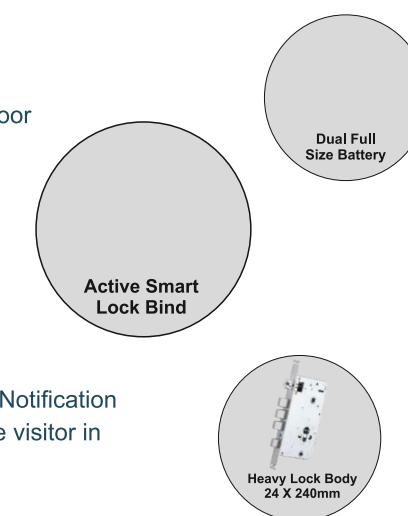 oor
Dual Full
Size Battery
Active Smart
Lock Bind
Notification
e visitor in
Heavy Lock Body
24 X 240mm